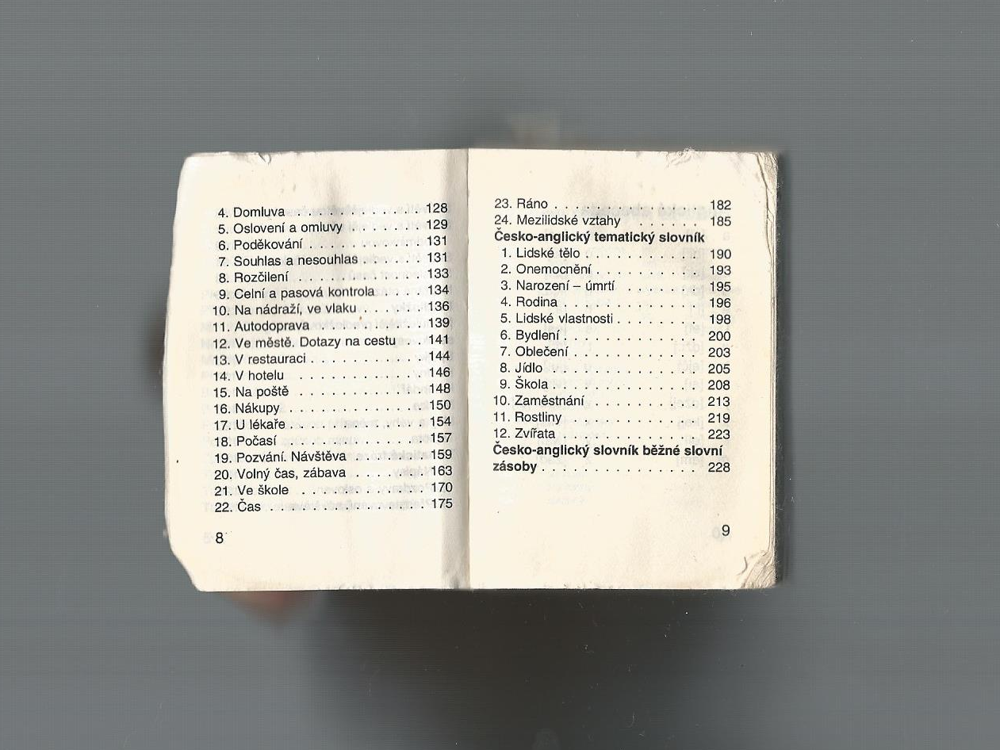 4. Domluva . . . . . . . . . . . . . 128
5. Oslovení a omluvy . . . . . . . . 129
6. Poděkování . . . . . . . . . . . 131
7. Souhlas a nesouhlas . . . . . . 131
8. Rozčilení . . . . . . . . . . . . 133
9. Celní a pasová kontrola . . . . 134
10. Na nádraží, ve vlaku . . . . . . 136
11. Autodoprava . . . . . . . . . . 139
12. Ve městě. Dotazy na cestu . . 141
13. V restauraci . . . . . . . . . . . 144
14. V hotelu . . . . . . . . . . . . 146
15. Na poště . . . . . . . . . . . . 148
16. Nákupy . . . . . . . . . . . . . 150
17. U lékaře . . . . . . . . . . . . . 154
18. Počasí . . . . . . . . . . . . . . 157
19. Pozvání. Návštěva . . . . . . . 159
20. Volný čas, zábava . . . . . . . 163
21. Ve škole . . . . . . . . . . . . 170
22. Čas . . . . . . . . . . . . . . . 175
8
23. Ráno . . . . . . . . . . . . . . 182
24. Mezilidské vztahy . . . . . . 185
Česko-anglický tematický slovník
1. Lidské tělo . . . . . . . . . . . 190
2. Onemocnění . . . . . . . . . . 193
3. Narození – úmrtí . . . . . . . 195
4. Rodina . . . . . . . . . . . . . 196
5. Lidské vlastnosti . . . . . . . . 198
6. Bydlení . . . . . . . . . . . . . 200
7. Oblečení . . . . . . . . . . . . 203
8. Jídlo . . . . . . . . . . . . . . 205
9. Škola . . . . . . . . . . . . . . 208
10. Zaměstnání . . . . . . . . . . 213
11. Rostliny . . . . . . . . . . . . 219
12. Zvířata . . . . . . . . . . . . . 223
Česko-anglický slovník běžné slovní
zásoby . . . . . . . . . . . . . . . 228
9